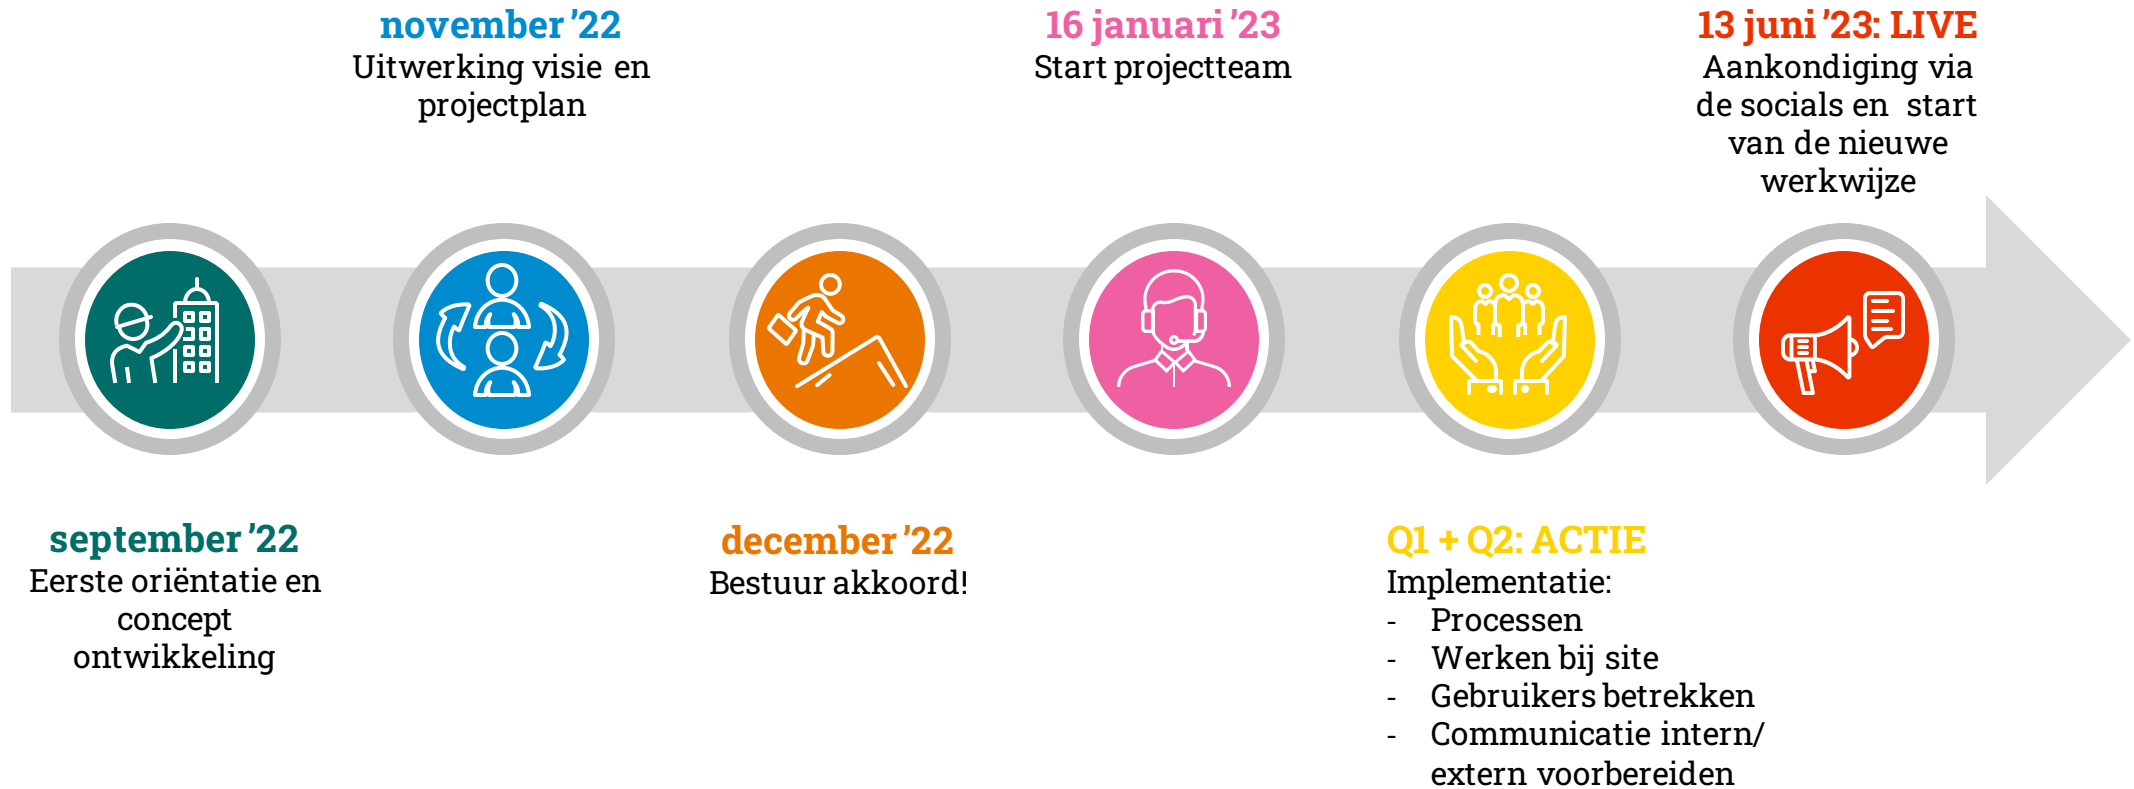 november ’22
Uitwerking visie en
projectplan
16 januari ’23
Start projectteam
13 juni ’23: LIVE
Aankondiging via
de socials en start
van de nieuwe
werkwijze
september ’22
Eerste oriëntatie en
concept
ontwikkeling
december ’22
Bestuur akkoord!
Q1 + Q2: ACTIE
Implementatie:
- Processen
- Werken bij site
- Gebruikers betrekken
- Communicatie intern/
extern voorbereiden